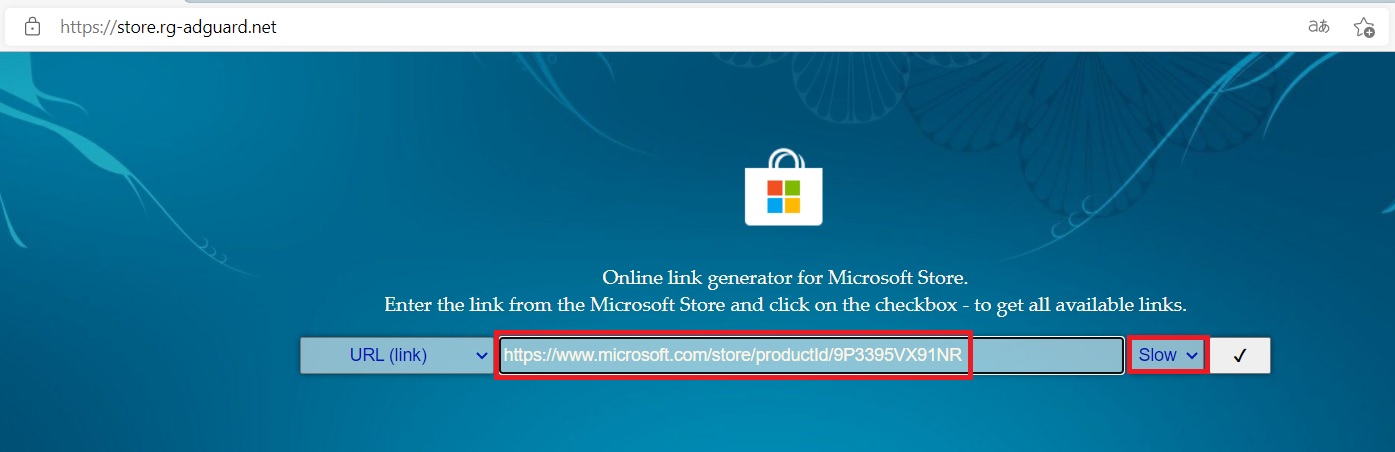 https://store.rg-adguard.net
aあ
Online link generator for Microsoft Store.
Enter the link from the Microsoft Store and click on the checkbox - to get all available links.
URL (link) https://www.microsoft.com/store/productId/9P3395VX91NR Slow ✓